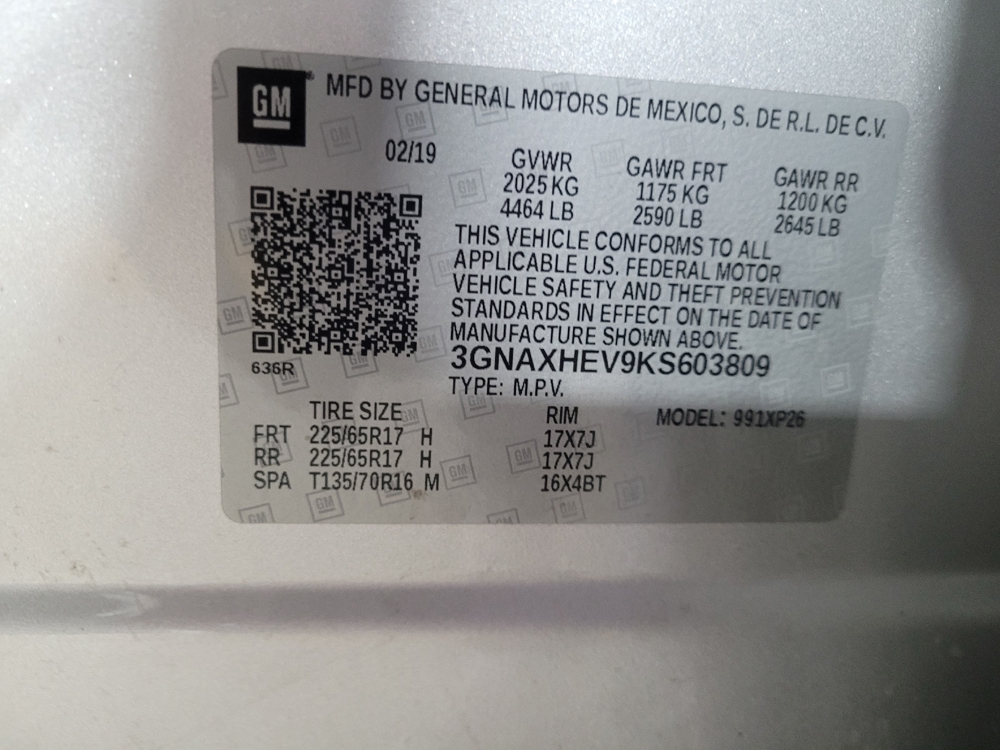 GM
MFD BY GENERAL MOTORS DE MEXICO, S. DE R.L. DE C.V.
02/19
GVWR GAWR FRT GAWR RR
2025 KG 1175 KG 1200 KG
4464 LB 2590 LB 2645 LB
THIS VEHICLE CONFORMS TO ALL
APPLICABLE U.S. FEDERAL MOTOR
VEHICLE SAFETY AND THEFT PREVENTION
STANDARDS IN EFFECT ON THE DATE OF
MANUFACTURE SHOWN ABOVE.
636R
3GNAXHEV9KS603809
TYPE: M.P.V.
TIRE SIZE RIM MODEL: 991XP26
FRT 225/65R17 H 17X7J
RR 225/65R17 H 17X7J
SPA T135/70R16 M 16X4BT